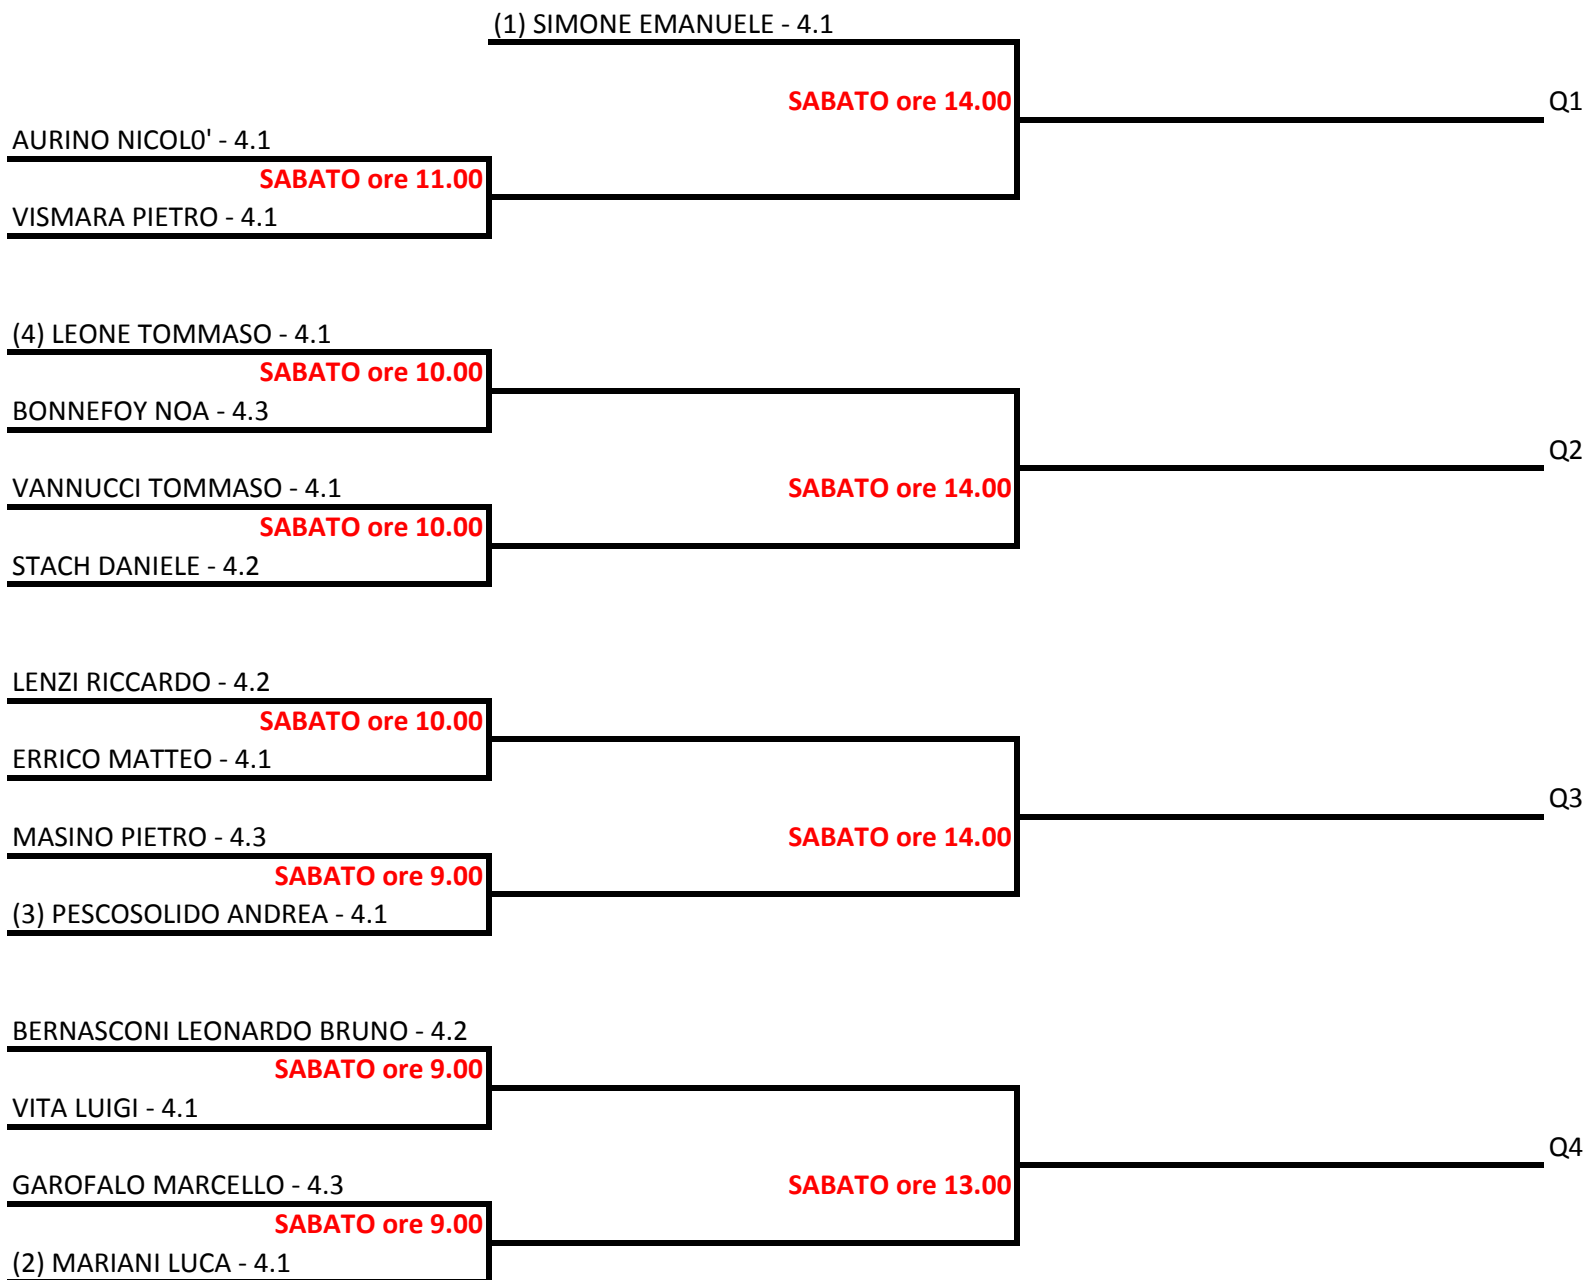 (1) SIMONE EMANUELE - 4.1
SABATO ore 14.00
Q1
AURINO NICOL0' - 4.1
SABATO ore 11.00
VISMARA PIETRO - 4.1
(4) LEONE TOMMASO - 4.1
SABATO ore 10.00
BONNEFOY NOA - 4.3
Q2
VANNUCCI TOMMASO - 4.1
SABATO ore 14.00
SABATO ore 10.00
STACH DANIELE - 4.2
LENZI RICCARDO - 4.2
SABATO ore 10.00
ERRICO MATTEO - 4.1
Q3
MASINO PIETRO - 4.3
SABATO ore 14.00
SABATO ore 9.00
(3) PESCOSOLIDO ANDREA - 4.1
BERNASCONI LEONARDO BRUNO - 4.2
SABATO ore 9.00
VITA LUIGI - 4.1
Q4
GAROFALO MARCELLO - 4.3
SABATO ore 13.00
SABATO ore 9.00
(2) MARIANI LUCA - 4.1